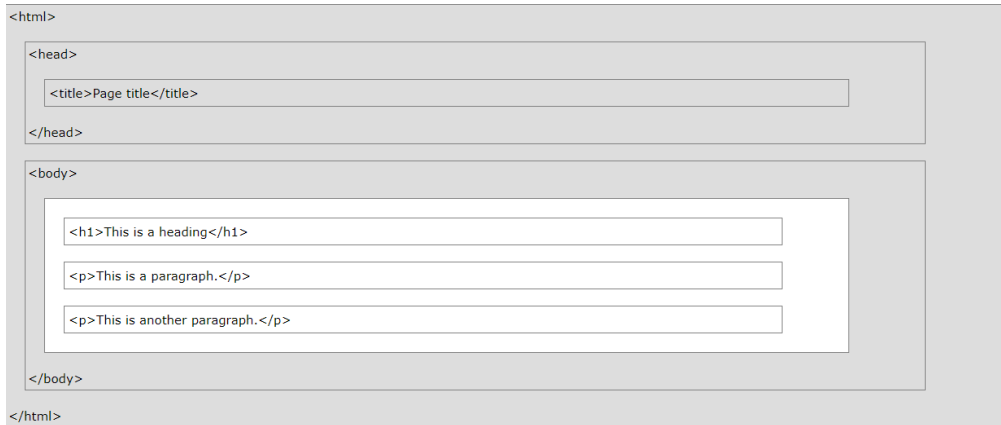 <html>
<head>
<title>Page title</title>
</head>
<body>
<h1>This is a heading</h1>
<p>This is a paragraph.</p>
<p>This is another paragraph.</p>
</body>
</html>